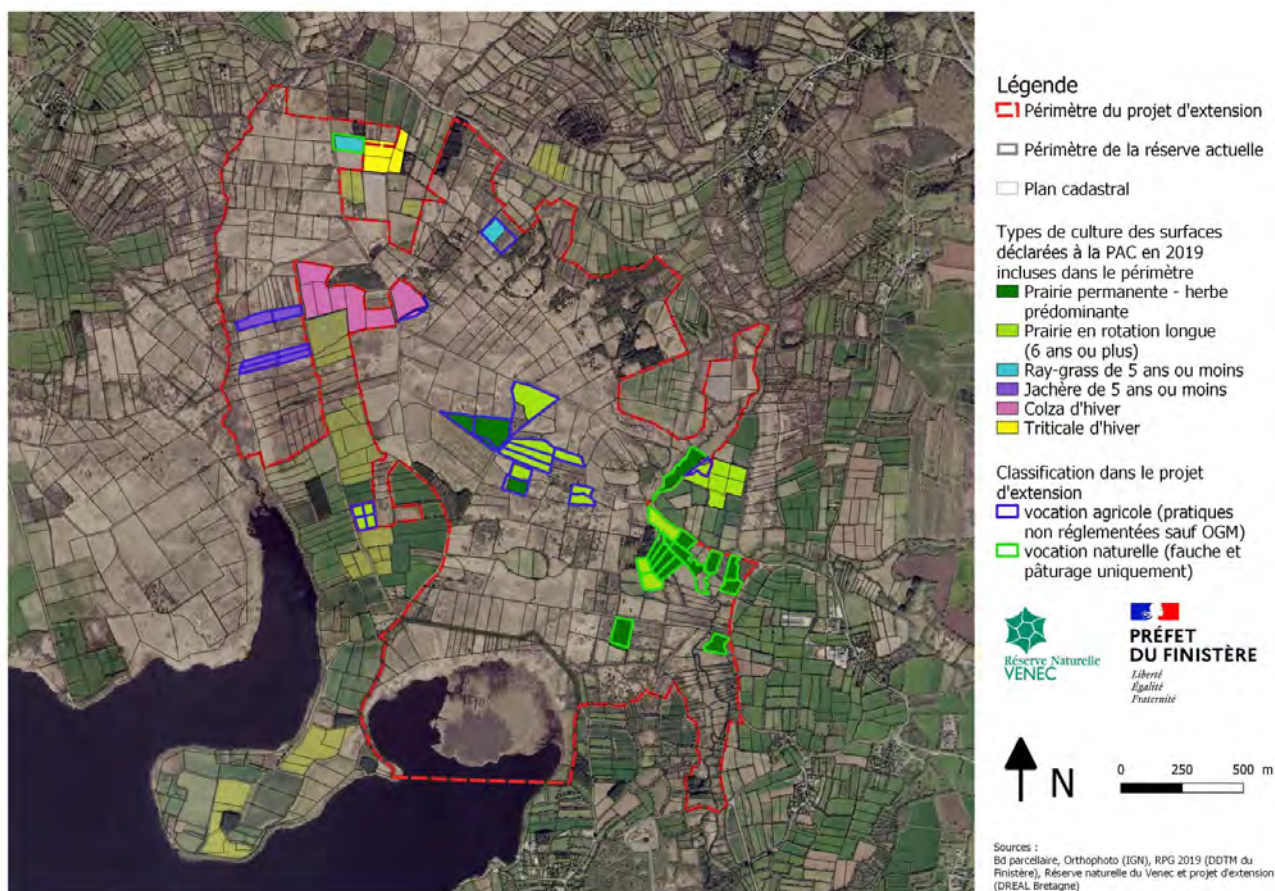 Légende
Périmètre du projet d'extension
Périmètre de la réserve actuelle
Plan cadastral
Types de culture des surfaces
déclarées à la PAC en 2019
incluses dans le périmètre
Prairie permanente - herbe
prédominante
Prairie en rotation longue
(6 ans ou plus)
Ray-grass de 5 ans ou moins
Jachère de 5 ans ou moins
Colza d'hiver
Triticale d'hiver
Classification dans le projet
d'extension
vocation agricole (pratiques
non réglementées sauf OGM)
vocation naturelle (fauche et
pâturage uniquement)
Réserve Naturelle
VENEC
PRÉFET
DU FINISTÈRE
Liberté
Égalité
Fraternité
N
0 250 500 m
Sources :
Bd parcellaire, Orthophoto (IGN), RPG 2019 (DDTM du
Finistère), Réserve naturelle du Venec et projet d'extension
(DREAL Bretagne)